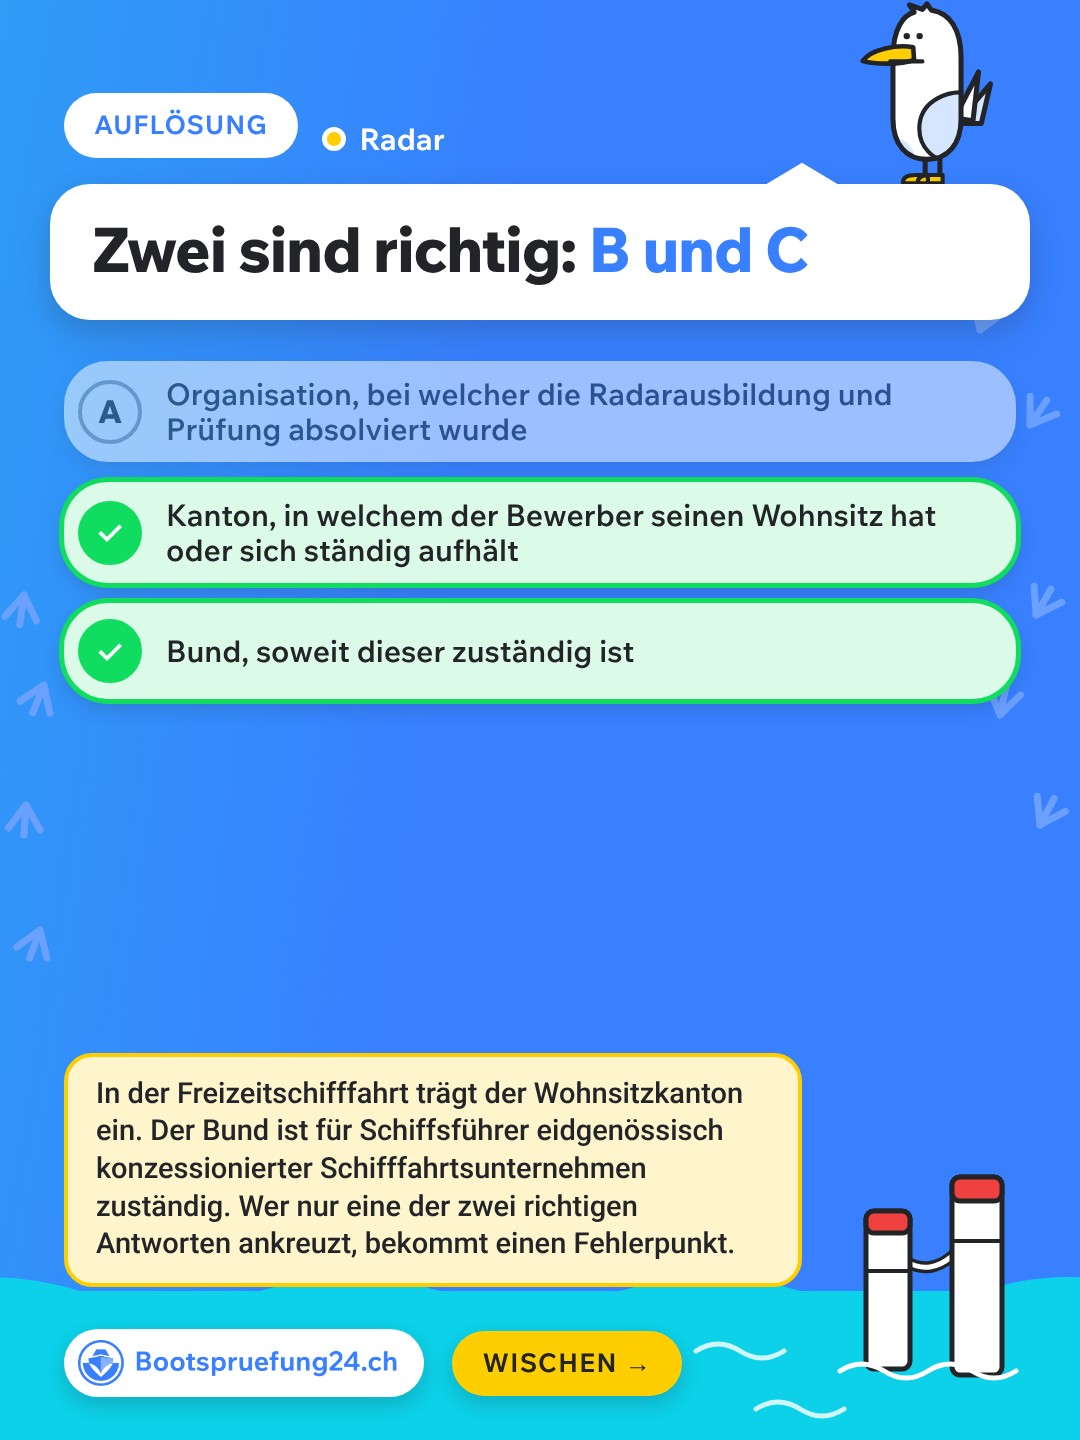 AUFLÖSUNG
Radar
Zwei sind richtig: B und C
A
Organisation, bei welcher die Radarausbildung und
Prüfung absolviert wurde
Kanton, in welchem der Bewerber seinen Wohnsitz hat
oder sich ständig aufhält
Bund, soweit dieser zuständig ist
In der Freizeitschifffahrt trägt der Wohnsitzkanton
ein. Der Bund ist für Schiffsführer eidgenössisch
konzessionierter Schifffahrtsunternehmen
zuständig. Wer nur eine der zwei richtigen
Antworten ankreuzt, bekommt einen Fehlerpunkt.
Bootspruefung24.ch
WISCHEN →